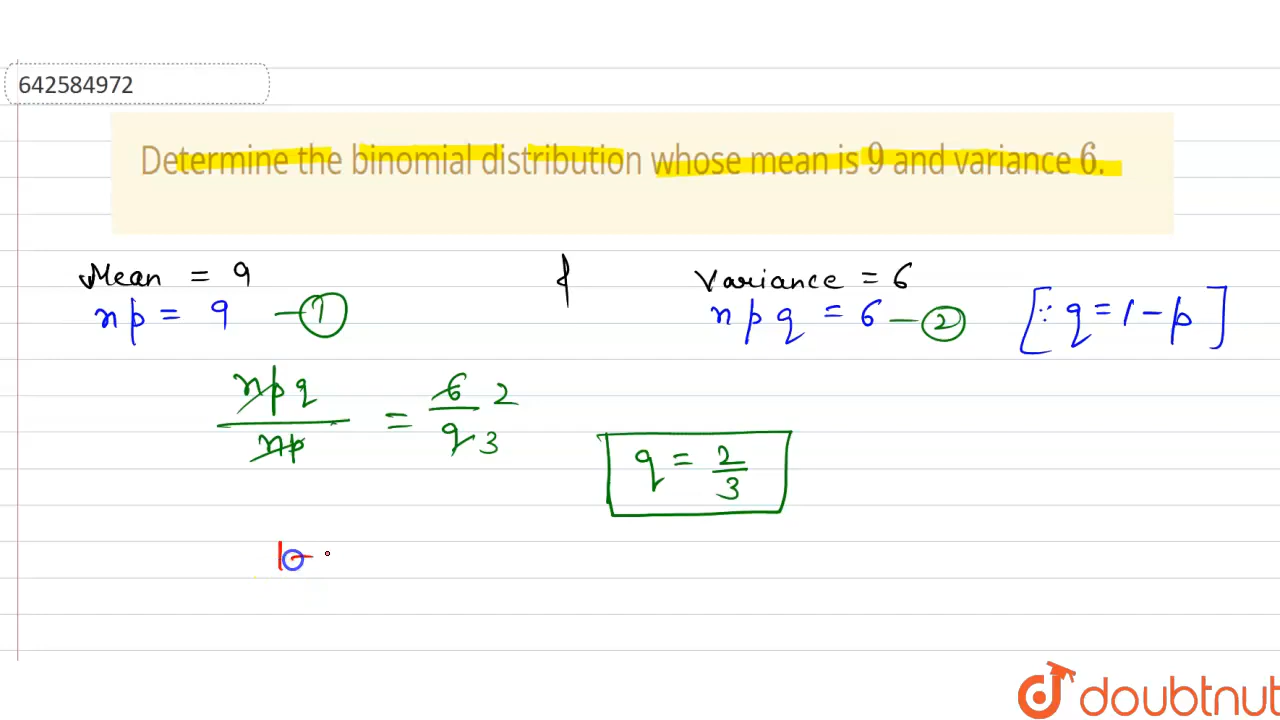 642584972
Determine the binomial distribution whose mean is 9 and variance 6.
Mean = 9 & Variance = 6
np = 9 — ① npq = 6 — ② [∵ q = 1 - p]
npq / np = 6 / 9 2 3
q = 2/3
1 -
doubtnut